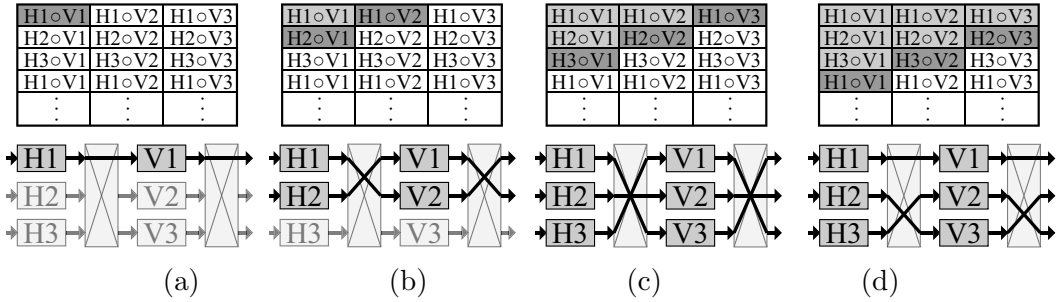 H1○V1 H1○V2 H1○V3 H1○V1 H1○V2 H1○V3 H1○V1 H1○V2 H1○V3 H1○V1 H1○V2 H1○V3
H2○V1 H2○V2 H2○V3 H2○V1 H2○V2 H2○V3 H2○V1 H2○V2 H2○V3 H2○V1 H2○V2 H2○V3
H3○V1 H3○V2 H3○V3 H3○V1 H3○V2 H3○V3 H3○V1 H3○V2 H3○V3 H3○V1 H3○V2 H3○V3
H1○V1 H1○V2 H1○V3 H1○V1 H1○V2 H1○V3 H1○V1 H1○V2 H1○V3 H1○V1 H1○V2 H1○V3
⋮ ⋮ ⋮ ⋮ ⋮ ⋮ ⋮ ⋮ ⋮ ⋮ ⋮ ⋮
H1 V1 H1 V1 H1 V1 H1 V1
H2 V2 H2 V2 H2 V2 H2 V2
H3 V3 H3 V3 H3 V3 H3 V3
(a) (b) (c) (d)